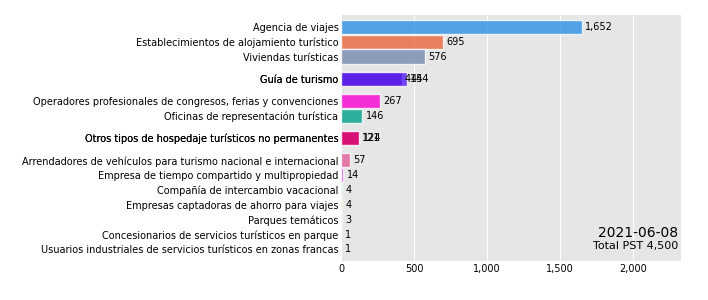 Agencia de viajes 1,652
Establecimientos de alojamiento turístico 695
Viviendas turísticas 576
Guía de turismo
Operadores profesionales de congresos, ferias y convenciones 267
Oficinas de representación turística 146
Otros tipos de hospedaje turísticos no permanentes
Arrendadores de vehículos para turismo nacional e internacional 57
Empresa de tiempo compartido y multipropiedad 14
Compañía de intercambio vacacional 4
Empresas captadoras de ahorro para viajes 4
Parques temáticos 3
Concesionarios de servicios turísticos en parque 1
Usuarios industriales de servicios turísticos en zonas francas 1
2021-06-08
Total PST 4,500
0 500 1,000 1,500 2,000